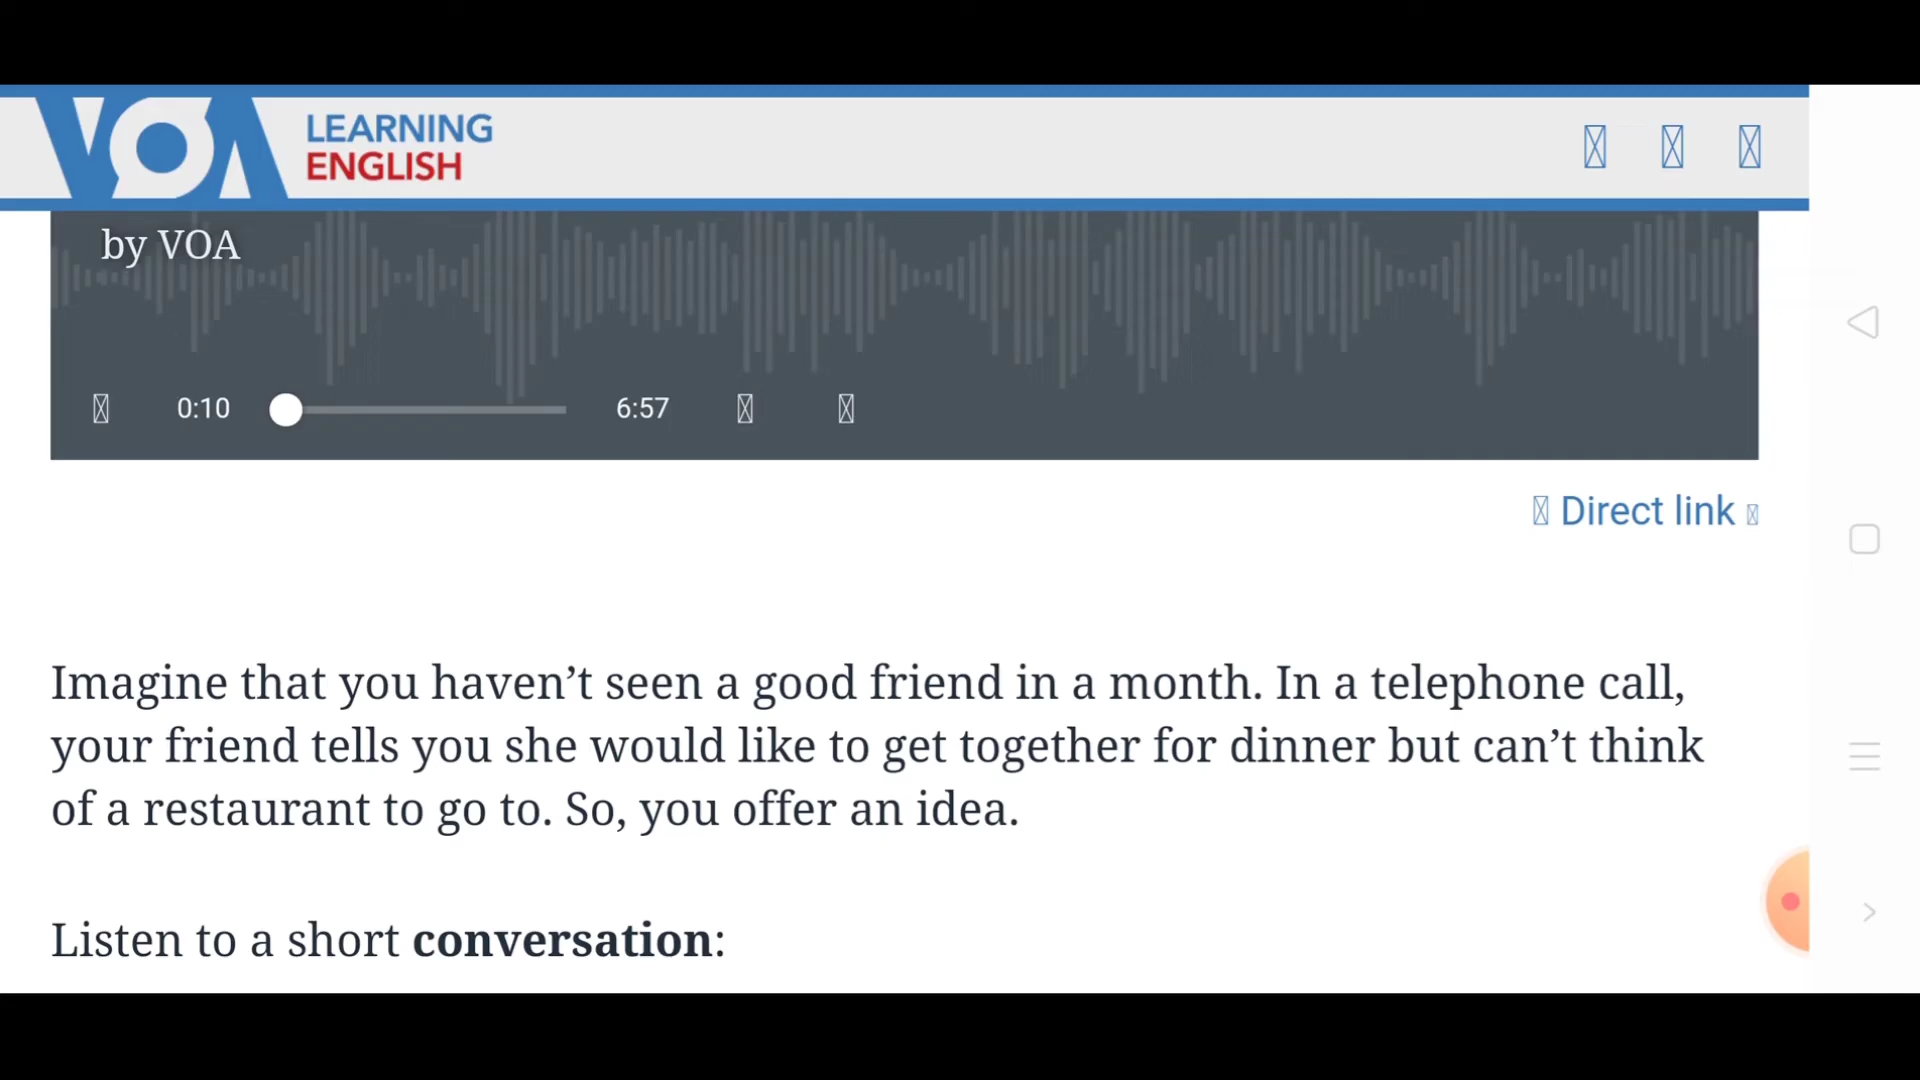 VOA LEARNING
ENGLISH
by VOA
0:10 6:57
Direct link
Imagine that you haven’t seen a good friend in a month. In a telephone call,
your friend tells you she would like to get together for dinner but can’t think
of a restaurant to go to. So, you offer an idea.
Listen to a short conversation: